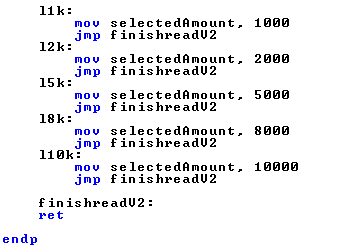 l1k:
mov selectedAmount, 1000
jmp finishreadV2
l2k:
mov selectedAmount, 2000
jmp finishreadV2
l5k:
mov selectedAmount, 5000
jmp finishreadV2
l8k:
mov selectedAmount, 8000
jmp finishreadV2
l10k:
mov selectedAmount, 10000
jmp finishreadV2
finishreadV2:
ret
endp